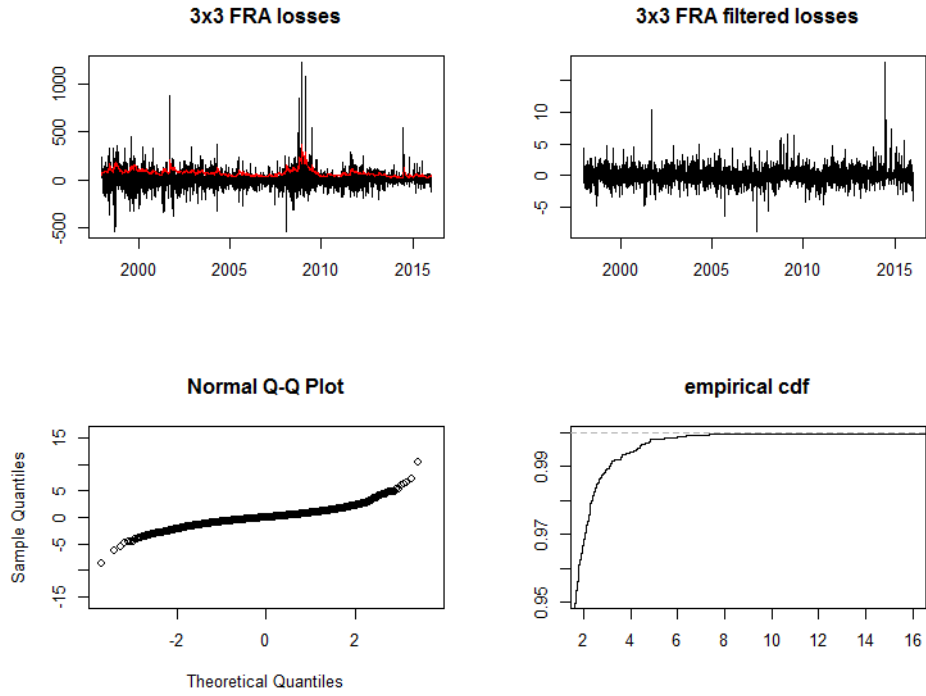 3x3 FRA losses
1000
500
0
-500
2000 2005 2010 2015
3x3 FRA filtered losses
10
5
0
-5
2000 2005 2010 2015
Normal Q-Q Plot
Sample Quantiles
15
5
0
-5
-15
-2 0 2
Theoretical Quantiles
empirical cdf
0.99
0.97
0.95
2 4 6 8 10 12 14 16